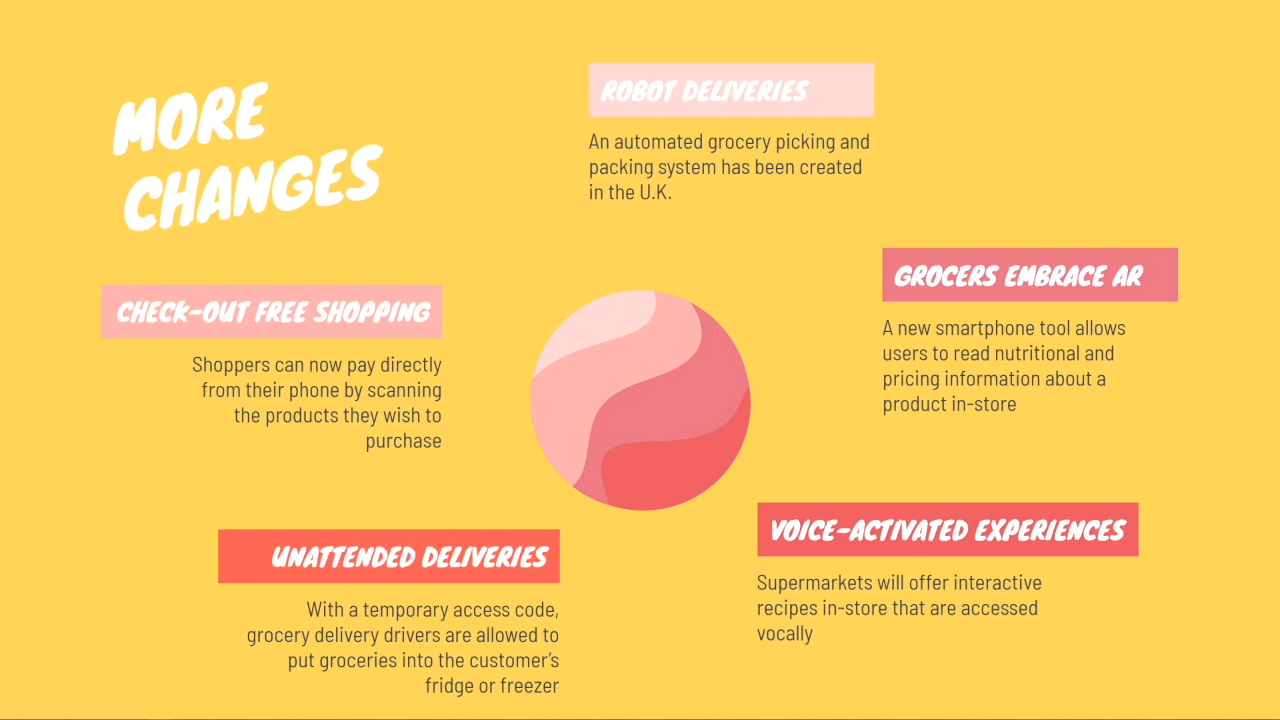 MORE
CHANGES
ROBOT DELIVERIES
An automated grocery picking and
packing system has been created
in the U.K.
GROCERS EMBRACE AR
A new smartphone tool allows
users to read nutritional and
pricing information about a
product in-store
CHECK-OUT FREE SHOPPING
Shoppers can now pay directly
from their phone by scanning
the products they wish to
purchase
VOICE-ACTIVATED EXPERIENCES
Supermarkets will offer interactive
recipes in-store that are accessed
vocally
UNATTENDED DELIVERIES
With a temporary access code,
grocery delivery drivers are allowed to
put groceries into the customer's
fridge or freezer